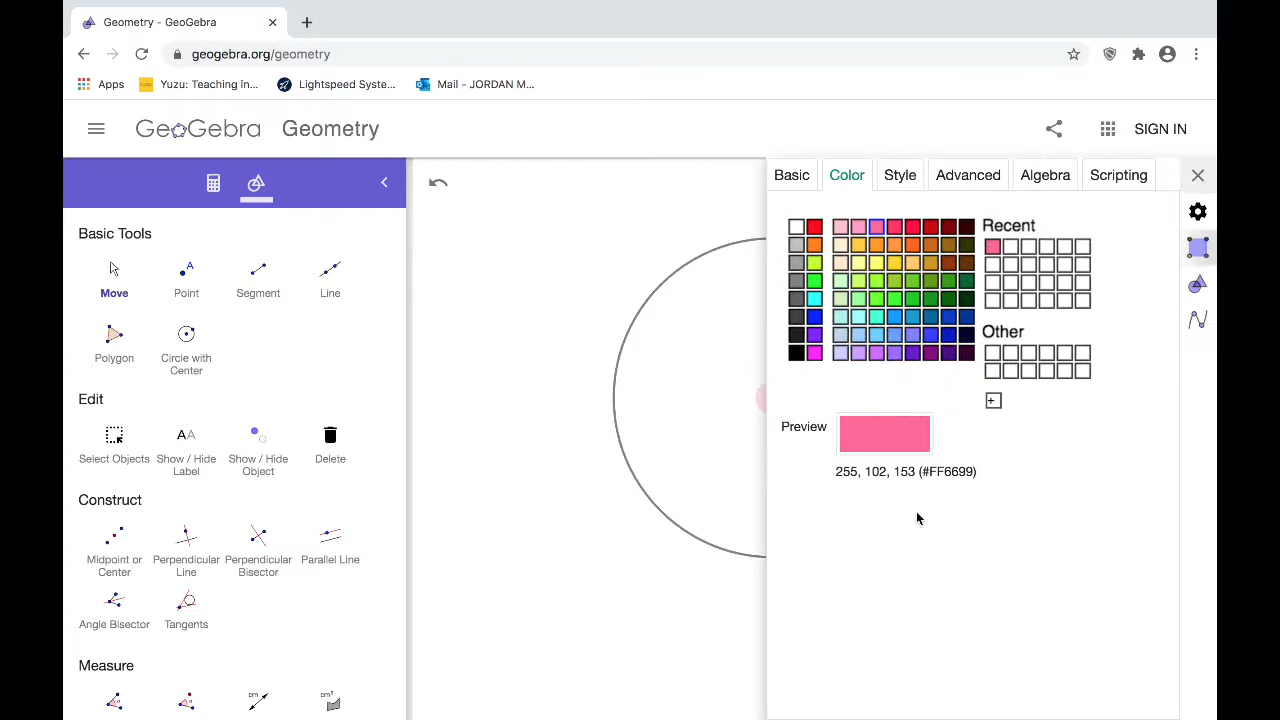 Geometry - GeoGebra
geogebra.org/geometry
Apps
Yuzu: Teaching in...
Lightspeed Syste...
Mail - JORDAN M...
GeoGebra
Geometry
SIGN IN
Basic Tools
Move
A
Point
Segment
Line
Polygon
Circle with
Center
Edit
Select Objects
AA
Show / Hide
Label
Show / Hide
Object
Delete
Construct
Midpoint or
Center
Perpendicular
Line
Perpendicular
Bisector
Parallel Line
Angle Bisector
Tangents
Measure
cm
Basic
Color
Style
Advanced
Algebra
Scripting
Recent
Other
+
Preview
255, 102, 153 (#FF6699)